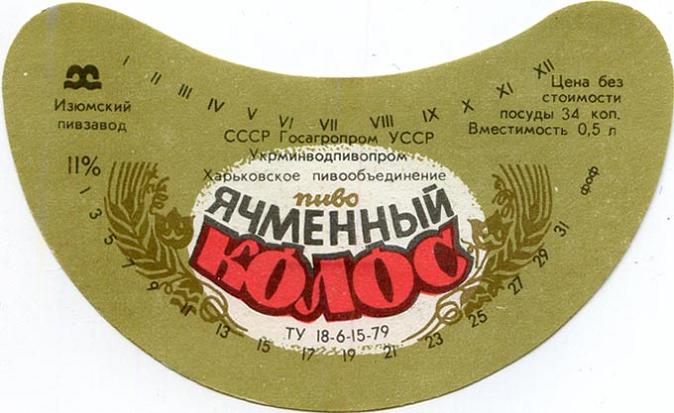 I II III IV V VI VII VIII IX X XI XII
Изюмский
пивзавод
Цена без
стоимости
посуды 34 коп.
Вместимость 0,5 л
СССР Госагропром УССР
Укрминводпивопром
Харьковское пивообъединение
11%
пиво
ЯЧМЕННЫЙ
КОЛОС
ТУ 18-6-15-79
фоф
1 3 5 7 9 11 13 15 17 19 21 23 25 27 29 31